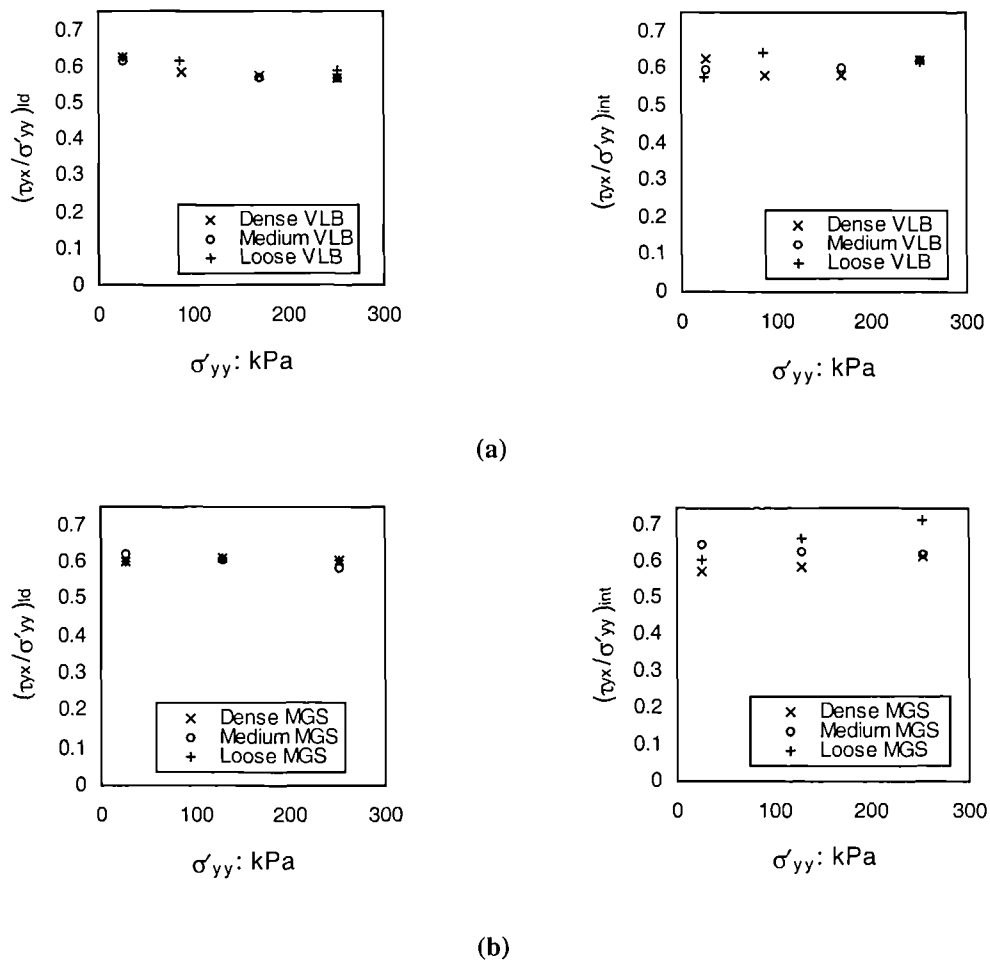 (τyx/σ′yy)ld
0.7
0.6
0.5
0.4
0.3
0.2
0.1
0
Dense VLB
Medium VLB
Loose VLB
0 100 200 300
σ′yy: kPa
(τyx/σ′yy)int
0.7
0.6
0.5
0.4
0.3
0.2
0.1
0
Dense VLB
Medium VLB
Loose VLB
0 100 200 300
σ′yy: kPa
(a)
(τyx/σ′yy)ld
0.7
0.6
0.5
0.4
0.3
0.2
0.1
0
Dense MGS
Medium MGS
Loose MGS
0 100 200 300
σ′yy: kPa
(τyx/σ′yy)int
0.7
0.6
0.5
0.4
0.3
0.2
0.1
0
Dense MGS
Medium MGS
Loose MGS
0 100 200 300
σ′yy: kPa
(b)